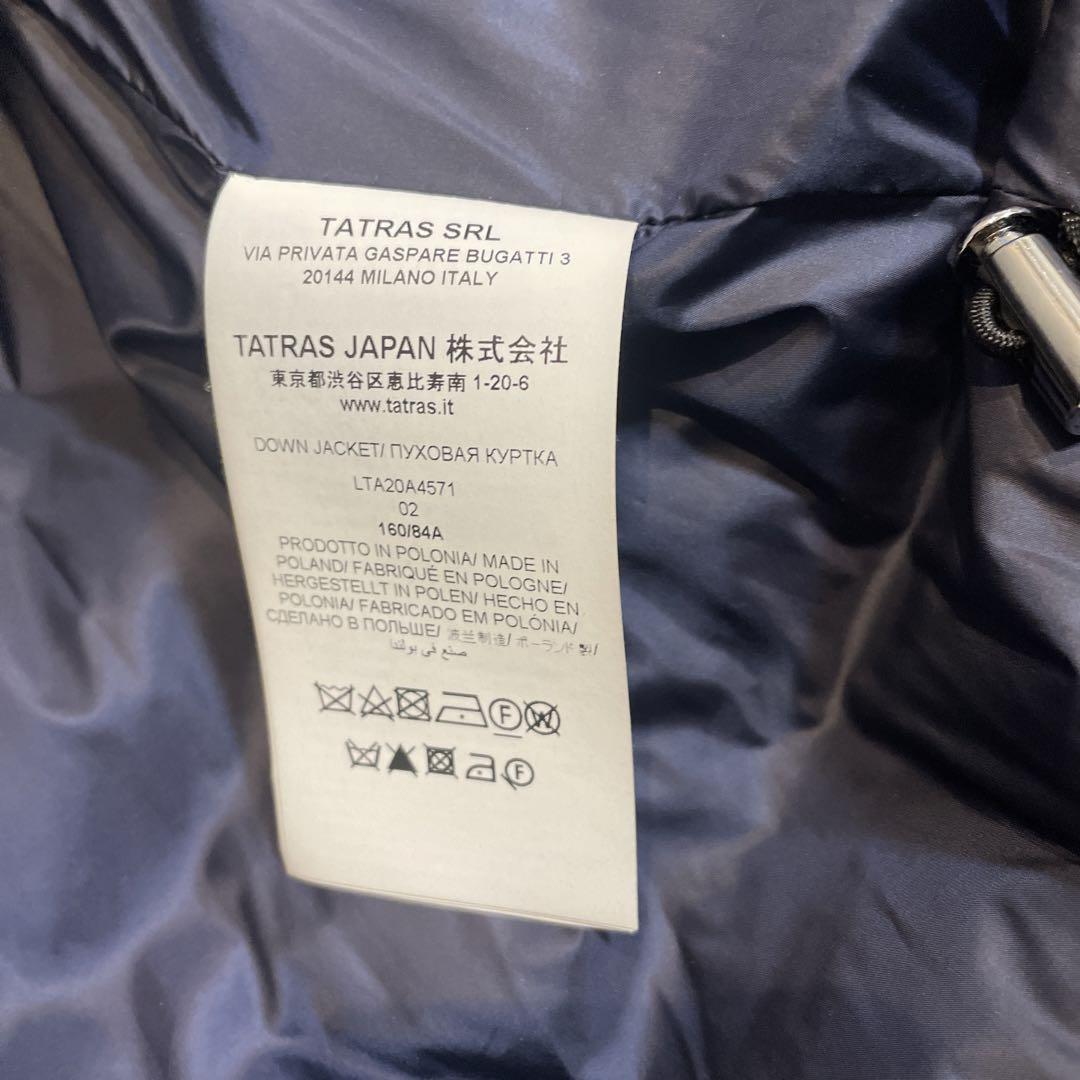 TATRAS SRL
VIA PRIVATA GASPARE BUGATTI 3
20144 MILANO ITALY
TATRAS JAPAN 株式会社
東京都渋谷区恵比寿南 1-20-6
www.tatras.it
DOWN JACKET/ ПУХОВАЯ КУРТКА
LTA20A4571
02
160/84A
PRODOTTO IN POLONIA/ MADE IN
POLAND/ FABRIQUÉ EN POLOGNE/
HERGESTELLT IN POLEN/ HECHO EN
POLONIA/ FABRICADO EM POLÓNIA/
СДЕЛАНО В ПОЛЬШЕ/ 波兰制造/ ポーランド製/
صنع في بولندا
F W
F